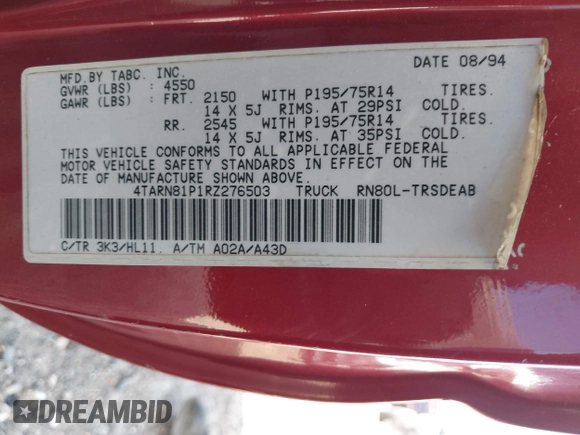 MFD.BY TABC. INC. DATE 08/94
GVWR (LBS) : 4550
GAWR (LBS) : FRT. 2150 WITH P195/75R14 TIRES.
14 X 5J RIMS. AT 29PSI COLD.
RR. 2545 WITH P195/75R14 TIRES.
14 X 5J RIMS. AT 35PSI COLD.
THIS VEHICLE CONFORMS TO ALL APPLICABLE FEDERAL
MOTOR VEHICLE SAFETY STANDARDS IN EFFECT ON THE
DATE OF MANUFACTURE SHOWN ABOVE.
4TARN81P1RZ276503 TRUCK RN80L-TRSDEAB
C/TR 3K3/HL11. A/TM A02A/A43D
DREAMBID